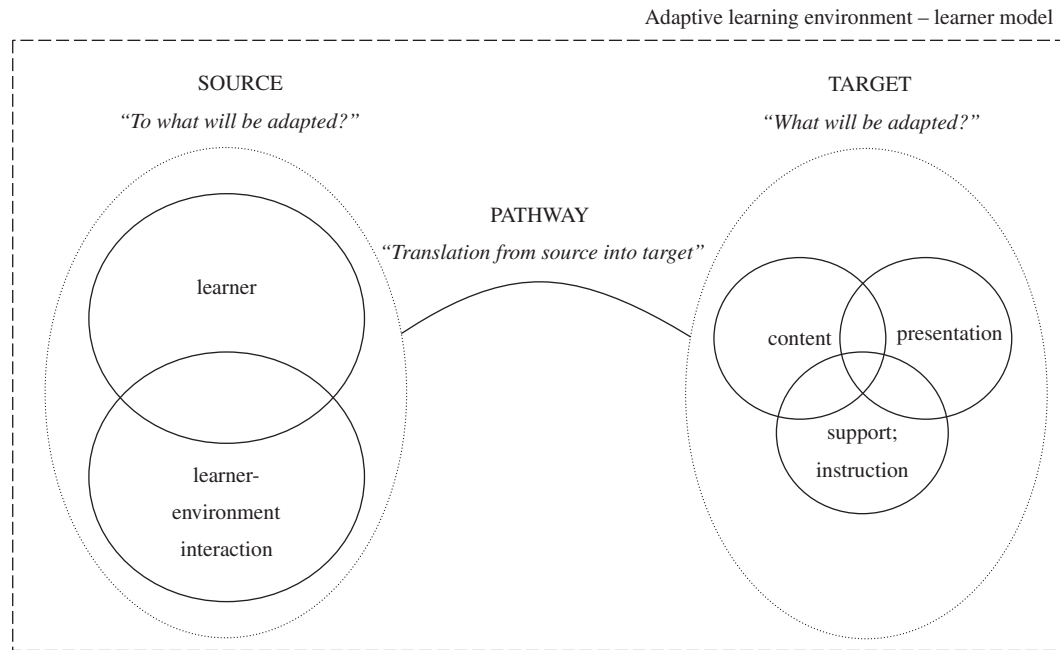 Adaptive learning environment – learner model
SOURCE
“To what will be adapted?”
TARGET
“What will be adapted?”
PATHWAY
“Translation from source into target”
learner
learner-
environment
interaction
content
presentation
support;
instruction